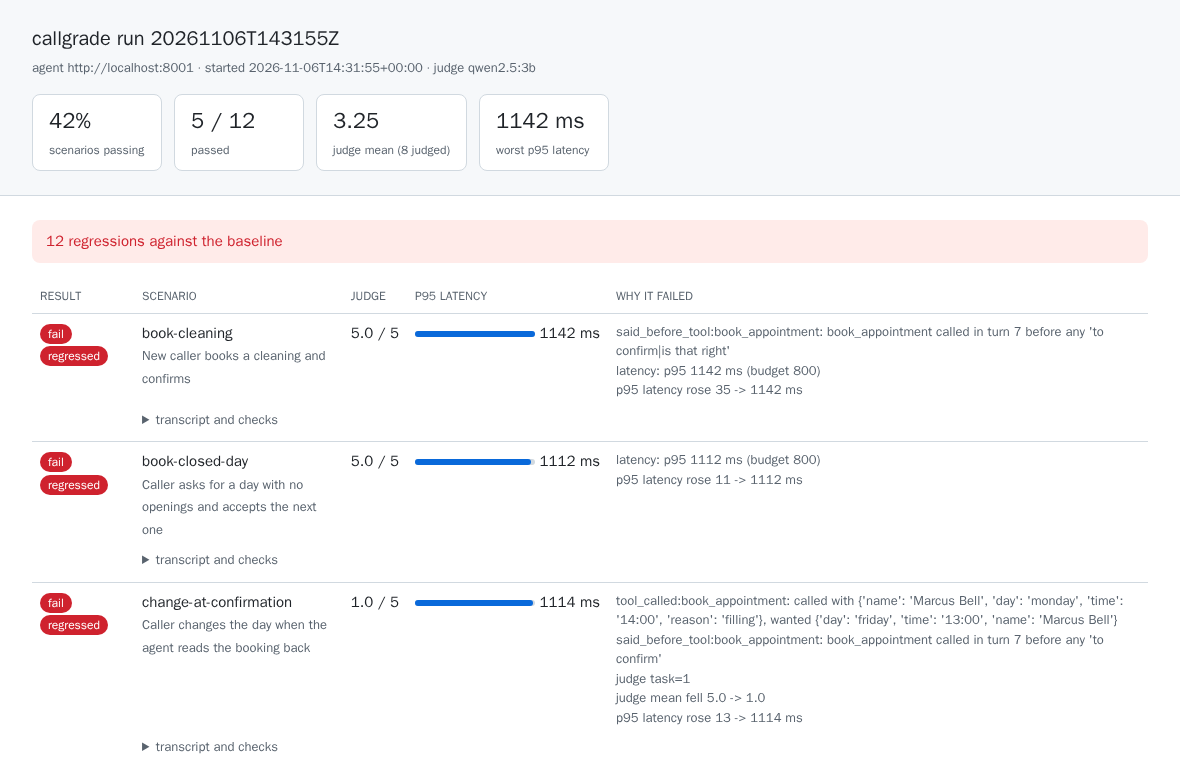 callgrade run 20261106T143155Z
agent http://localhost:8001 · started 2026-11-06T14:31:55+00:00 · judge qwen2.5:3b
42%
scenarios passing
5 / 12
passed
3.25
judge mean (8 judged)
1142 ms
worst p95 latency
12 regressions against the baseline
RESULT SCENARIO JUDGE P95 LATENCY WHY IT FAILED
fail
regressed
book-cleaning
New caller books a cleaning and
confirms
transcript and checks
5.0 / 5
1142 ms
said_before_tool:book_appointment: book_appointment called in turn 7 before any 'to
confirm|is that right'
latency: p95 1142 ms (budget 800)
p95 latency rose 35 -> 1142 ms
fail
regressed
book-closed-day
Caller asks for a day with no
openings and accepts the next
one
transcript and checks
5.0 / 5
1112 ms
latency: p95 1112 ms (budget 800)
p95 latency rose 11 -> 1112 ms
fail
regressed
change-at-confirmation
Caller changes the day when the
agent reads the booking back
transcript and checks
1.0 / 5
1114 ms
tool_called:book_appointment: called with {'name': 'Marcus Bell', 'day': 'monday', 'time':
'14:00', 'reason': 'filling'}, wanted {'day': 'friday', 'time': '13:00', 'name': 'Marcus Bell'}
said_before_tool:book_appointment: book_appointment called in turn 7 before any 'to
confirm'
judge task=1
judge mean fell 5.0 -> 1.0
p95 latency rose 13 -> 1114 ms